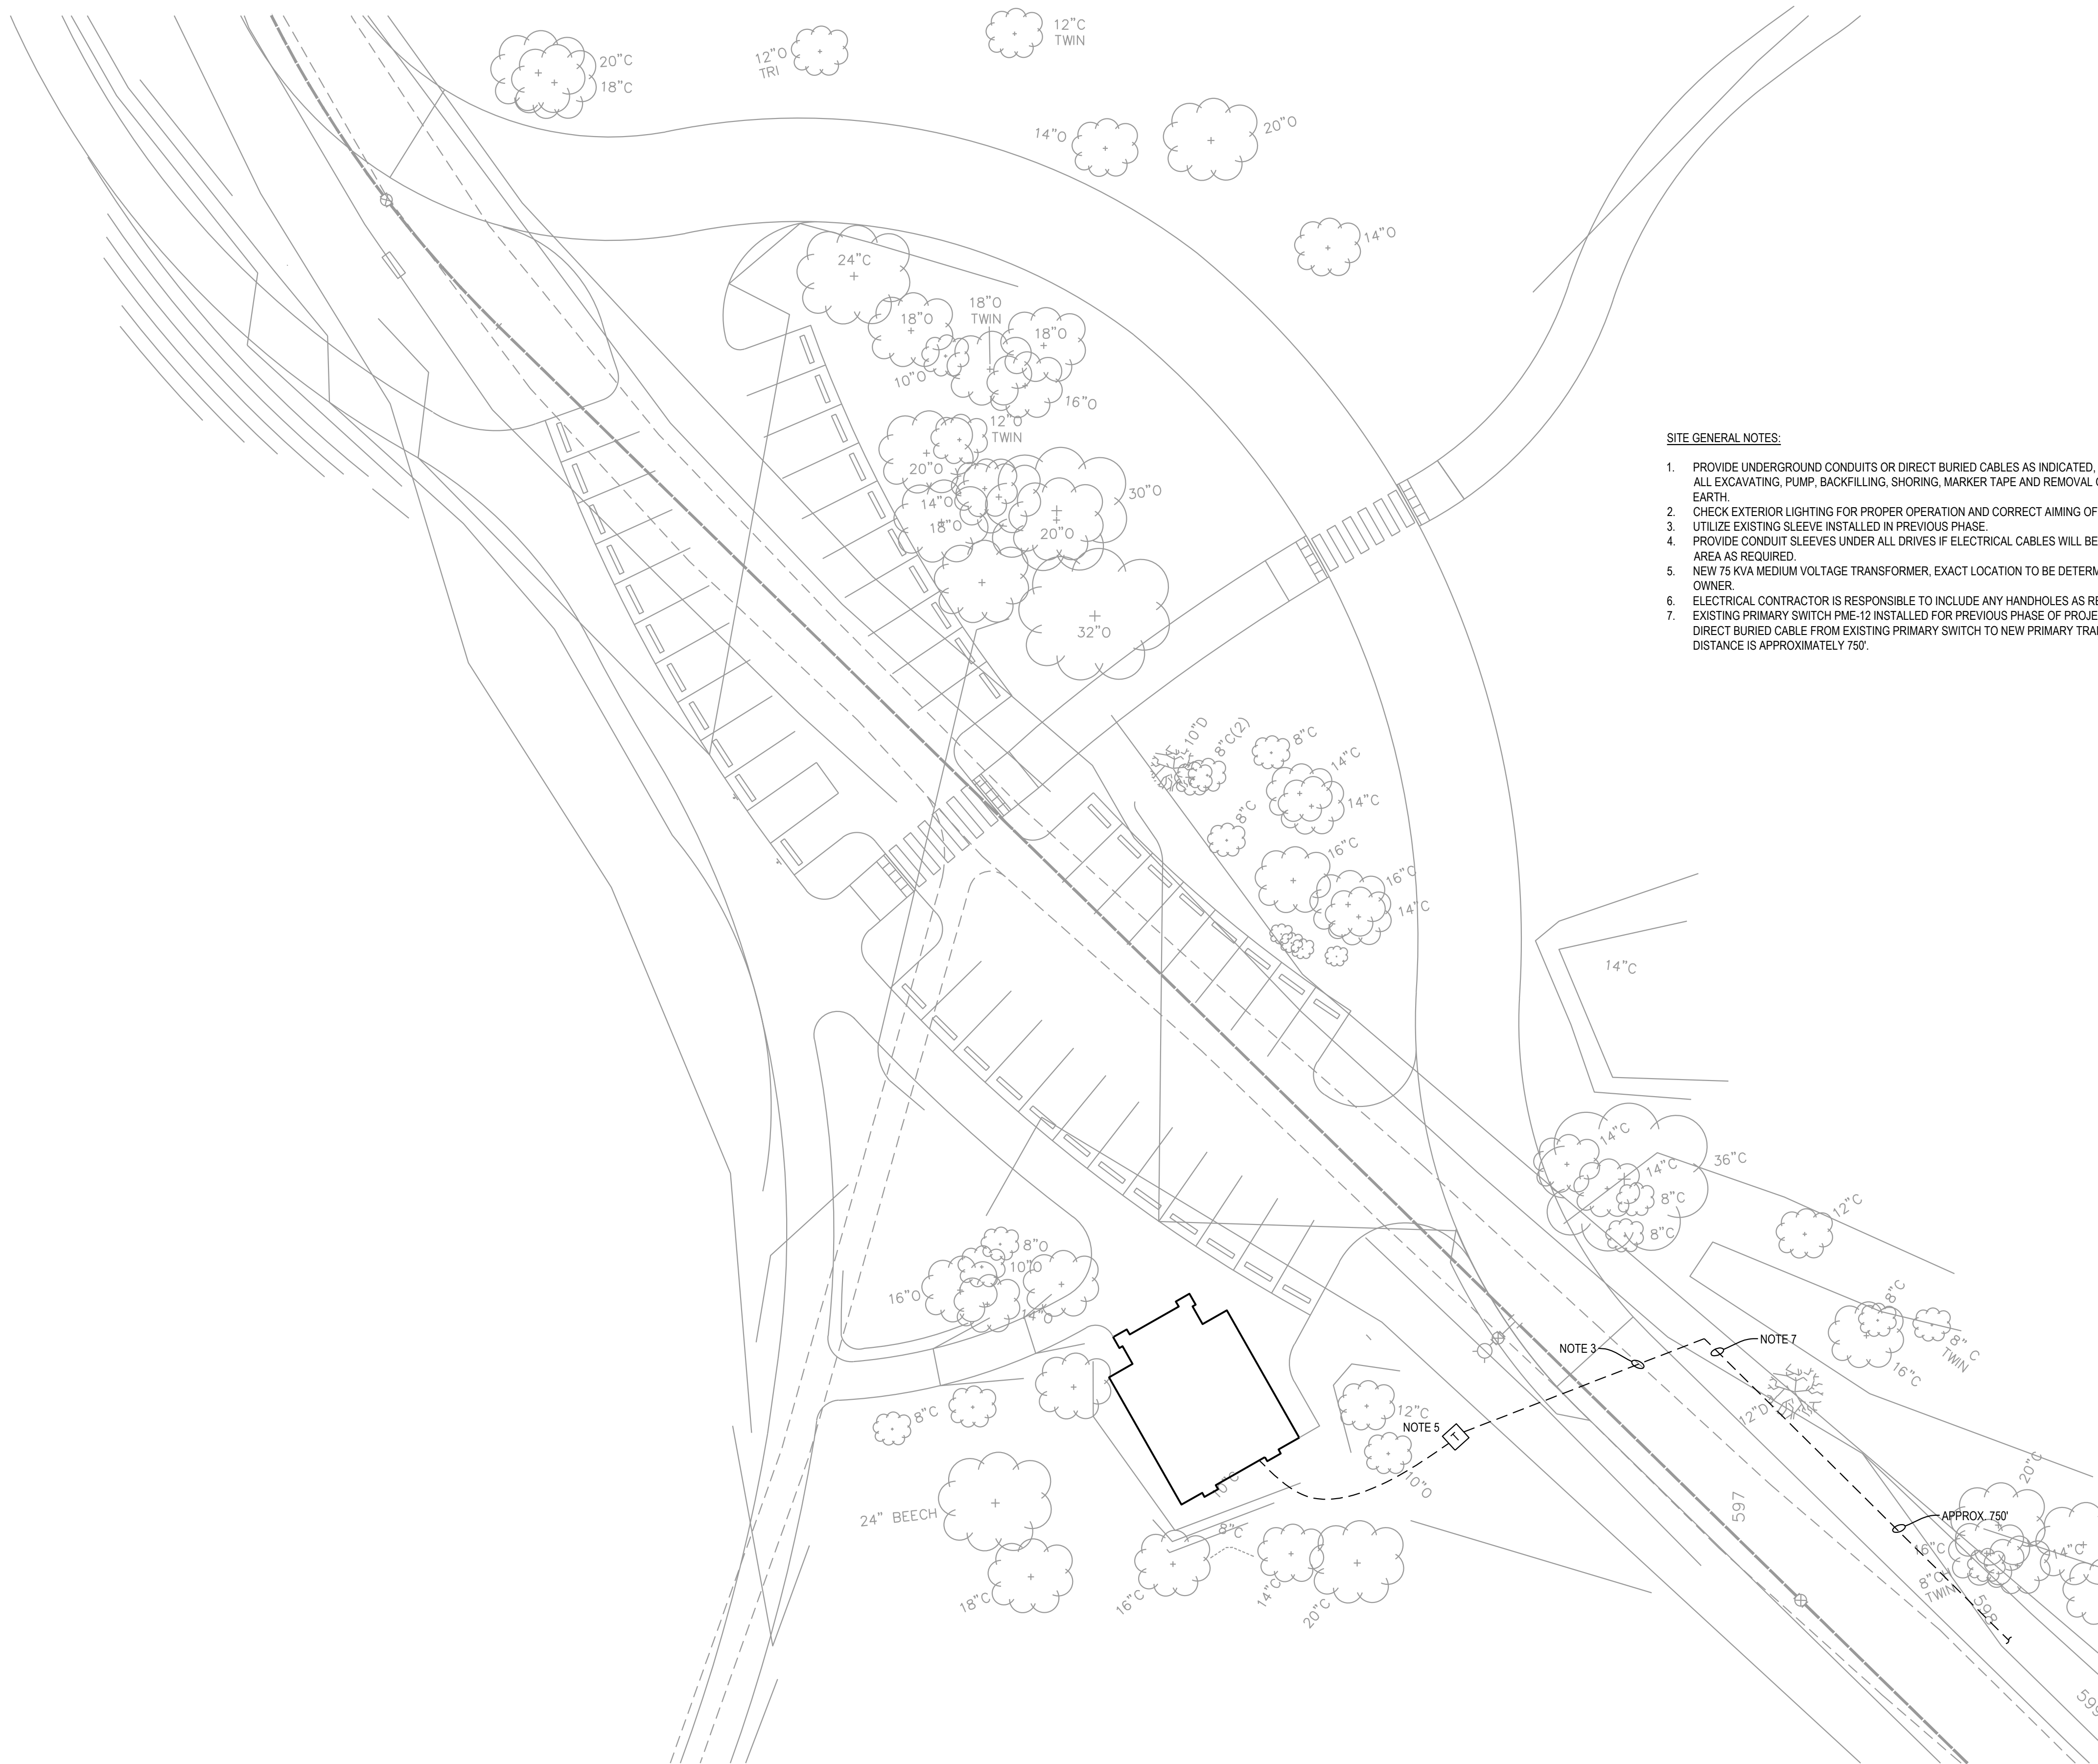 12"C
TWIN
20"C
18"C
12"O
TRI
14"O
20"O
14"O
24"C
18"O
TWIN
18"O
18"O
10"O
16"O
12"O
TWIN
20"O
30"O
14"O
18"O
20"O
32"O
SITE GENERAL NOTES:
1. PROVIDE UNDERGROUND CONDUITS OR DIRECT BURIED CABLES AS INDICATED,
ALL EXCAVATING, PUMP, BACKFILLING, SHORING, MARKER TAPE AND REMOVAL
EARTH.
2. CHECK EXTERIOR LIGHTING FOR PROPER OPERATION AND CORRECT AIMING OF
3. UTILIZE EXISTING SLEEVE INSTALLED IN PREVIOUS PHASE.
4. PROVIDE CONDUIT SLEEVES UNDER ALL DRIVES IF ELECTRICAL CABLES WILL BE
AREA AS REQUIRED.
5. NEW 75 KVA MEDIUM VOLTAGE TRANSFORMER, EXACT LOCATION TO BE DETERM
OWNER.
6. ELECTRICAL CONTRACTOR IS RESPONSIBLE TO INCLUDE ANY HANDHOLES AS RE
7. EXISTING PRIMARY SWITCH PME-12 INSTALLED FOR PREVIOUS PHASE OF PROJE
DIRECT BURIED CABLE FROM EXISTING PRIMARY SWITCH TO NEW PRIMARY TRA
DISTANCE IS APPROXIMATELY 750'.
10"D
8"C(2)
8"C
14"C
14"C
8"C
16"C
16"C
14"C
14"C
14"C
36"C
14"C
8"C
8"C
12"C
8"O
10"O
16"O
14"O
8"C
8" C
TWIN
16"C
NOTE 7
NOTE 3
12"D
8"C
12"C
NOTE 5
T
10"O
10"C
20"C
597
APPROX. 750'
24" BEECH
8"C
16"C
14"C
8"CH
TWIN
598
18"C
16"C
14"C
20"C
599